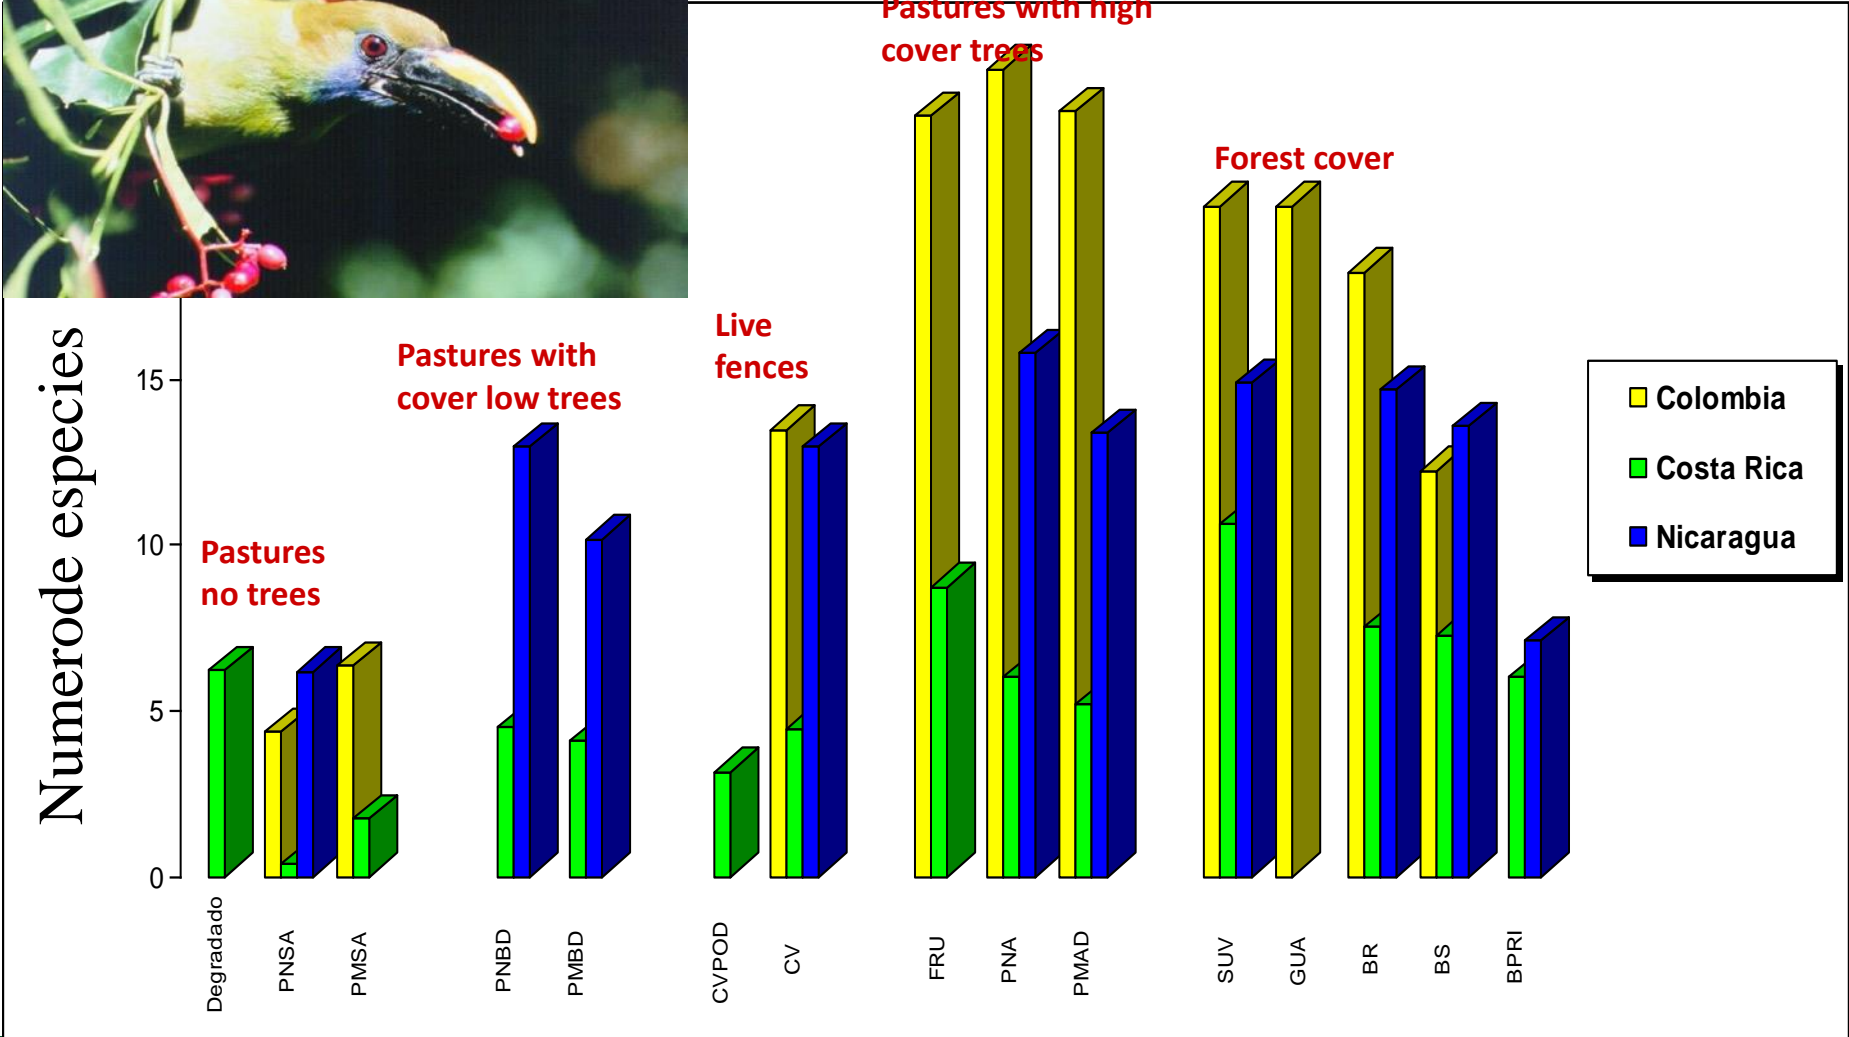 Pastures with high
cover trees
Forest cover
Live
fences
Pastures with
cover low trees
Pastures
no trees
Numerode especies
15
10
5
0
Colombia
Costa Rica
Nicaragua
Degradado
PNSA
PMSA
PNBD
PMBD
CVPOD
CV
FRU
PNA
PMAD
SUV
GUA
BR
BS
BPRI